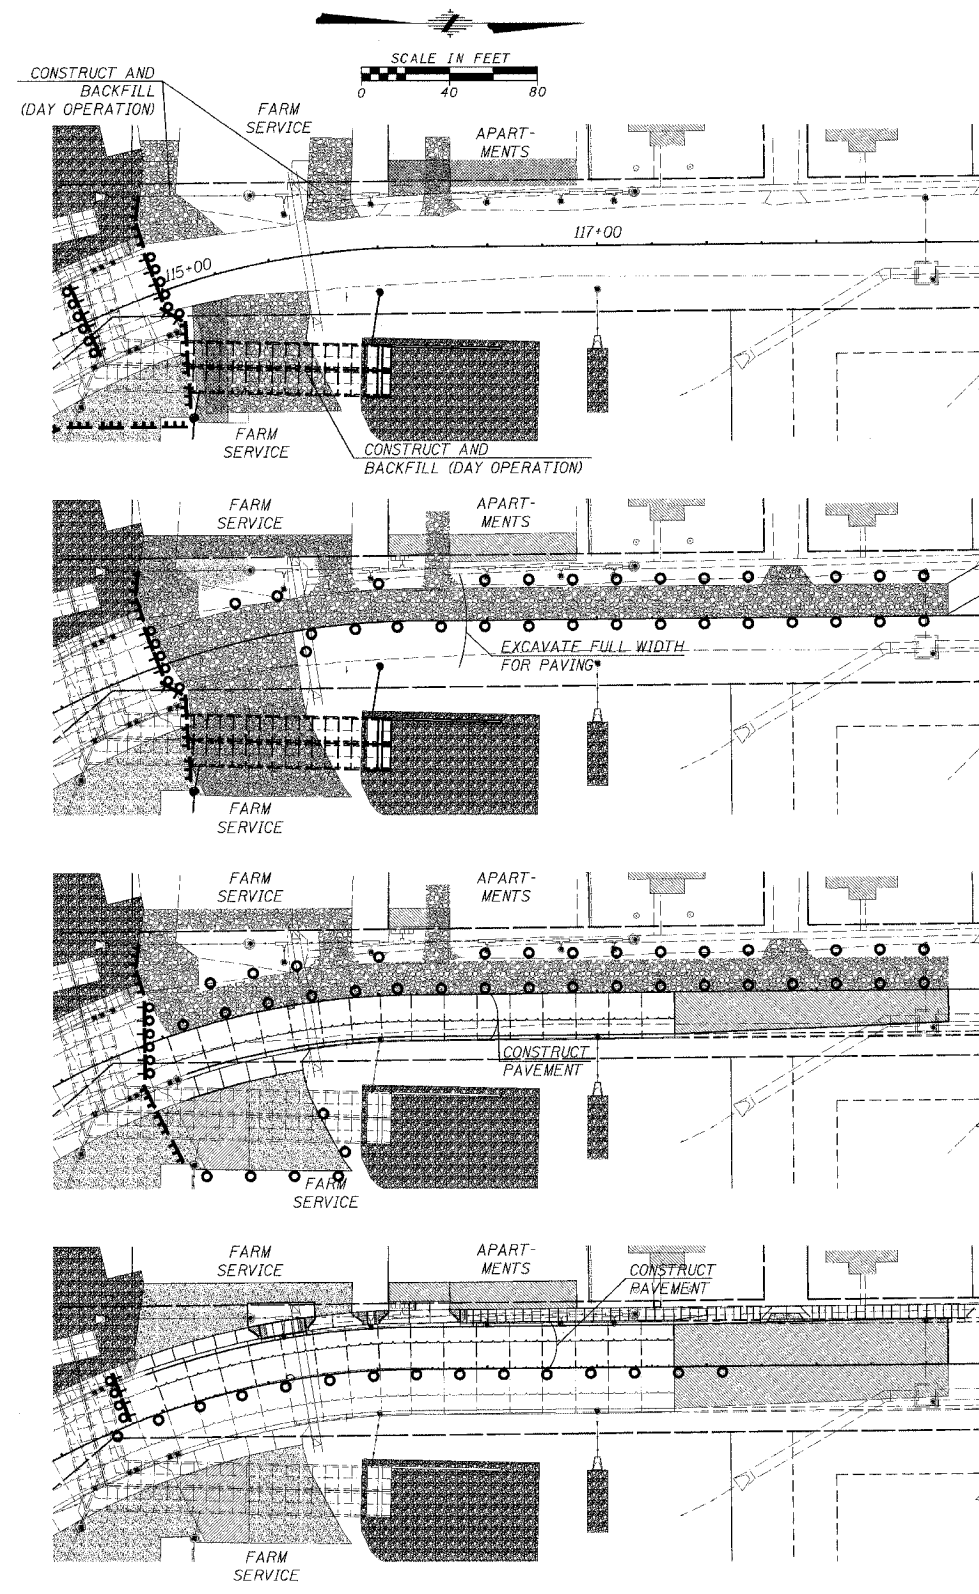 SCALE IN FEET
0 40 80
CONSTRUCT AND
BACKFILL
(DAY OPERATION)
FARM
SERVICE
APART-
MENTS
117+00
115+00
FARM
SERVICE
CONSTRUCT AND
BACKFILL (DAY OPERATION)
FARM
SERVICE
APART-
MENTS
EXCAVATE FULL WIDTH
FOR PAVING
FARM
SERVICE
FARM
SERVICE
APART-
MENTS
CONSTRUCT
PAVEMENT
FARM
SERVICE
FARM
SERVICE
APART-
MENTS
CONSTRUCT
PAVEMENT
FARM
SERVICE